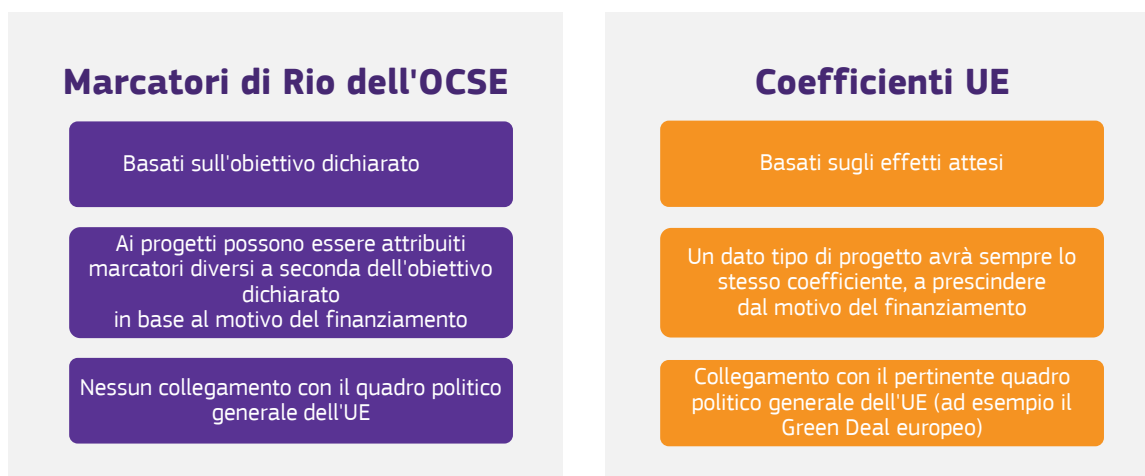 Marcatori di Rio dell'OCSE
Basati sull'obiettivo dichiarato
Ai progetti possono essere attribuiti
marcatori diversi a seconda dell'obiettivo
dichiarato
in base al motivo del finanziamento
Nessun collegamento con il quadro politico
generale dell'UE
Coefficienti UE
Basati sugli effetti attesi
Un dato tipo di progetto avrà sempre lo
stesso coefficiente, a prescindere
dal motivo del finanziamento
Collegamento con il pertinente quadro
politico generale dell'UE (ad esempio il
Green Deal europeo)